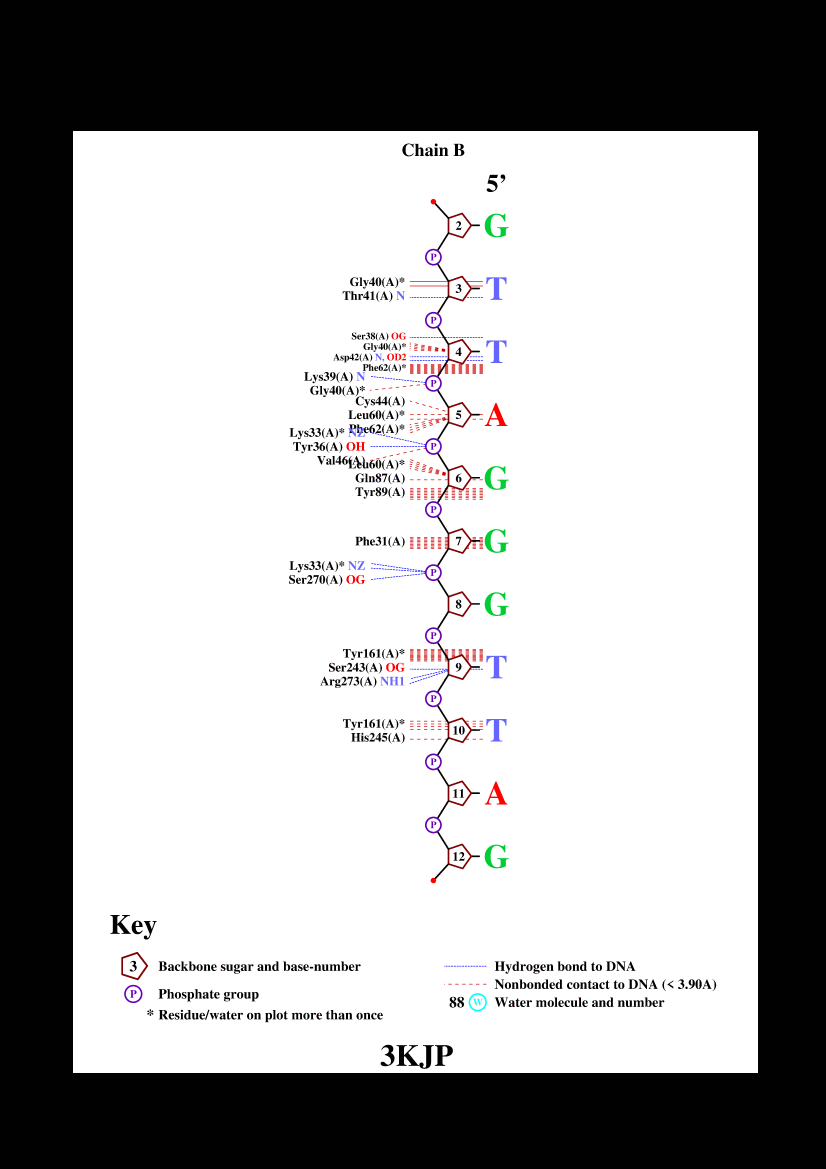 Chain B
5’
2 G
P
Gly40(A)*
3 T
Thr41(A) N
P
Ser38(A) OG
Gly40(A)*
4 T
Asp42(A) N, OD2
Phe62(A)*
Lys39(A) N
P
Gly40(A)*
Cys44(A)
Leu60(A)*
5 A
Phe62(A)*
Lys33(A)* NZ
Tyr36(A) OH
P
Val46(A)
Leu60(A)*
Gln87(A)
6 G
Tyr89(A)
P
Phe31(A)
7 G
Lys33(A)* NZ
P
Ser270(A) OG
8 G
P
Tyr161(A)*
Ser243(A) OG
9 T
Arg273(A) NH1
P
Tyr161(A)*
10 T
His245(A)
P
11 A
P
12 G
Key
3 Backbone sugar and base-number
P Phosphate group
* Residue/water on plot more than once
Hydrogen bond to DNA
Nonbonded contact to DNA (< 3.90A)
88 W Water molecule and number
3KJP